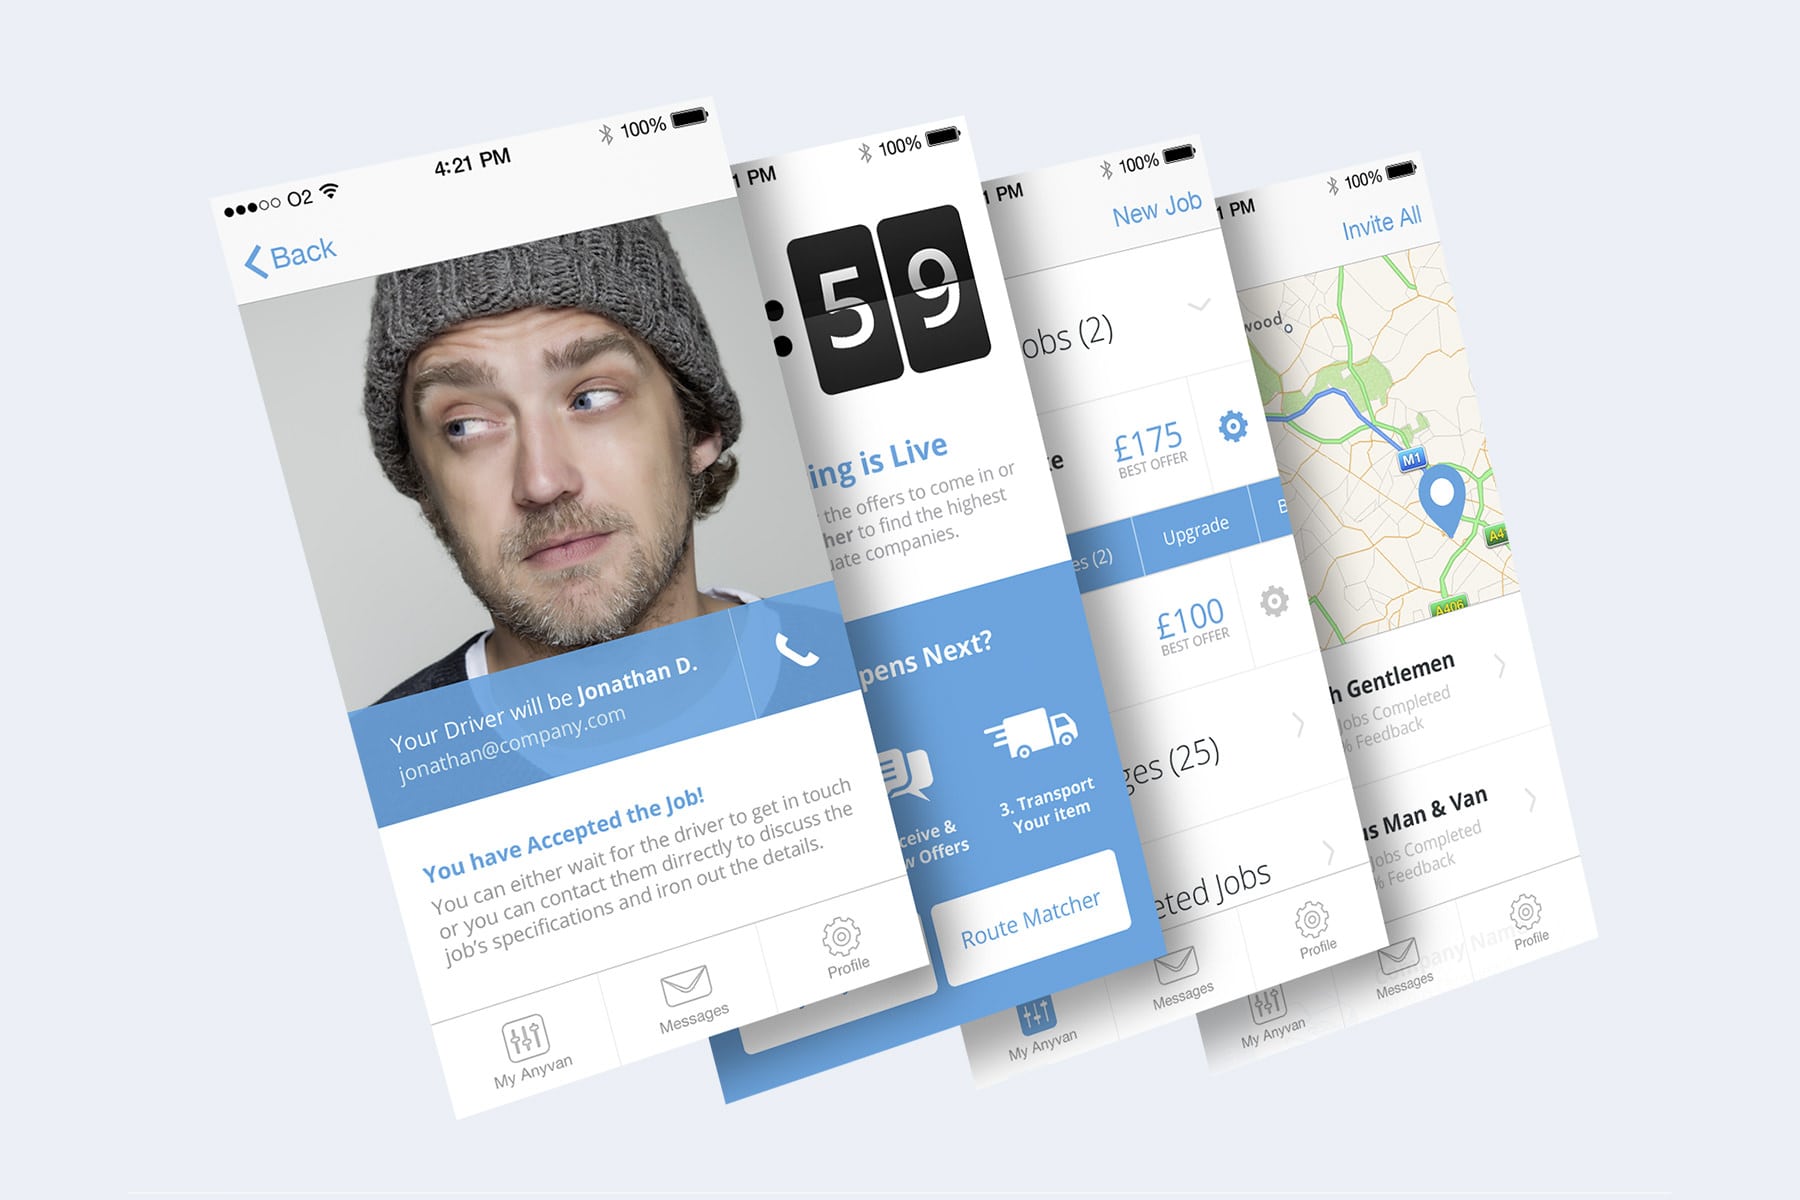 O2
4:21 PM
100%
Back
Your Driver will be Jonathan D.
jonathan@company.com
You have Accepted the Job!
You can either wait for the driver to get in touch
or you can contact them dirrectly to discuss the
job's specifications and iron out the details.
My Anyvan
Messages
Profile
1 PM
100%
:59
ing is Live
the offers to come in or
her to find the highest
uate companies.
pens Next?
ceive &
w Offers
3. Transport
Your item
Route Matcher
1 PM
100%
New Job
obs (2)
te
£175
BEST OFFER
es (2)
Upgrade
B
£100
BEST OFFER
ges (25)
eted Jobs
My Anyvan
Messages
Profile
1 PM
100%
Invite All
wood
M1
A41
A406
h Gentlemen
Jobs Completed
% Feedback
us Man & Van
Jobs Completed
% Feedback
ompany Name
My Anyvan
Messages
Profile